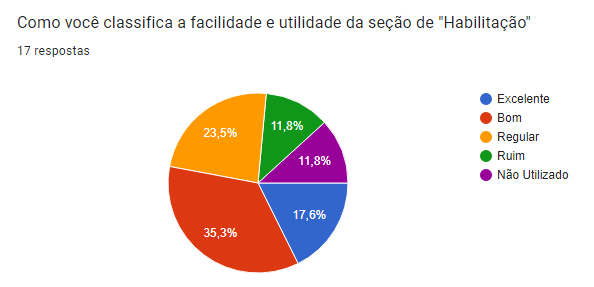 Como você classifica a facilidade e utilidade da seção de "Habilitação"
17 respostas
Excelente
Bom
Regular
Ruim
Não Utilizado
11,8%
23,5%
11,8%
17,6%
35,3%